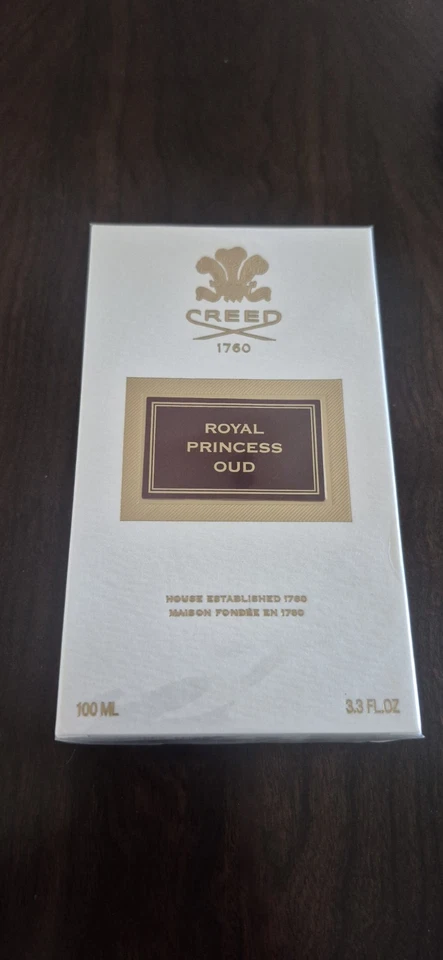 CREED
1760
ROYAL
PRINCESS
OUD
HOUSE ESTABLISHED 1760
MAISON FONDÉE EN 1760
100 ML 3.3 FL.OZ